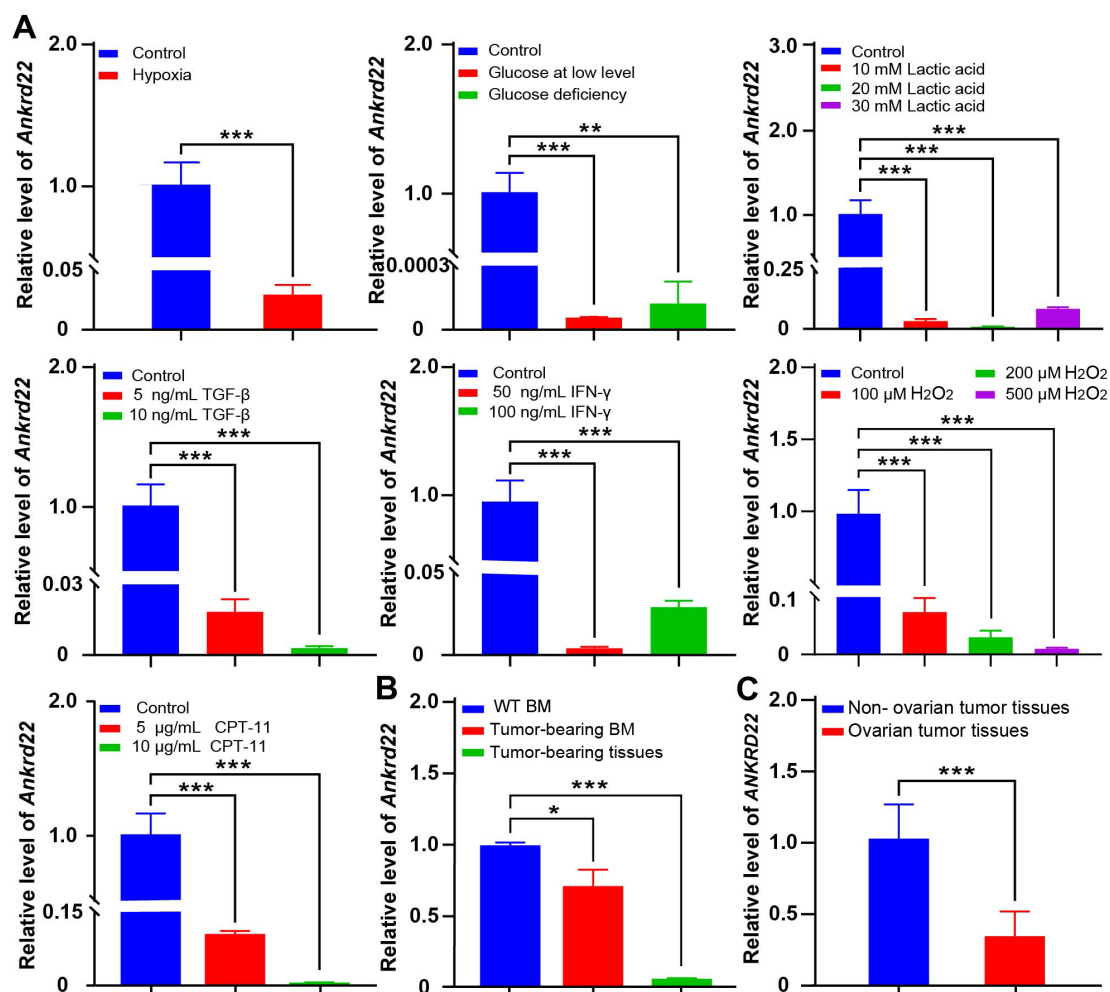 A
Relative level of Ankrd22
2.0
1.0
0.05
0
Control
Hypoxia
***
Relative level of Ankrd22
2.0
1.0
0.0003
0
Control
Glucose at low level
Glucose deficiency
**
***
Relative level of Ankrd22
3.0
2.0
1.0
0.25
0
Control
10 mM Lactic acid
20 mM Lactic acid
30 mM Lactic acid
***
***
***
Relative level of Ankrd22
2.0
1.0
0.03
0
Control
5 ng/mL TGF-β
10 ng/mL TGF-β
***
***
Relative level of Ankrd22
2.0
1.0
0.05
0
Control
50 ng/mL IFN-γ
100 ng/mL IFN-γ
***
***
Relative level of Ankrd22
2.0
1.5
1.0
0.1
0
Control
100 µM H2O2
200 µM H2O2
500 µM H2O2
***
***
***
Relative level of Ankrd22
2.0
1.0
0.15
0
Control
5 µg/mL CPT-11
10 µg/mL CPT-11
***
***
B
Relative level of Ankrd22
2.0
1.5
1.0
0.5
0
WT BM
Tumor-bearing BM
Tumor-bearing tissues
***
*
C
Relative level of ANKRD22
2.0
1.5
1.0
0.5
0
Non- ovarian tumor tissues
Ovarian tumor tissues
***